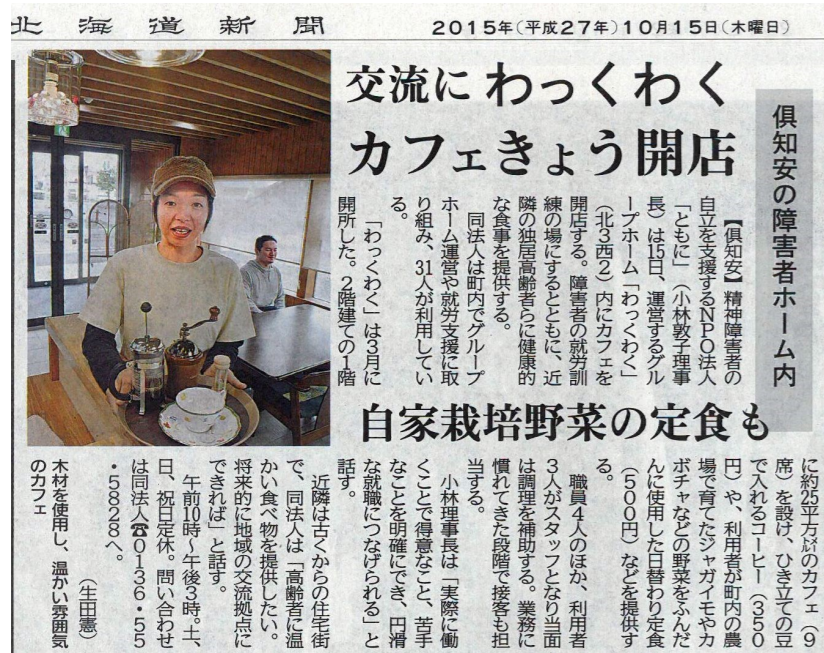 北海道新聞
2015年(平成27年)10月15日(木曜日)
倶知安の障害者ホーム内
交流に わっくわく
カフェきょう開店
【倶知安】精神障害者の
自立を支援するNPO法人
「ともに」(小林敦子理事
長)は15日、運営するグル
ープホーム「わっくわく」
(北3西2)内にカフェを
開店する。障害者の就労訓
練の場にするとともに、近
隣の独居高齢者らに健康的
な食事を提供する。
同法人は町内でグループ
ホーム運営や就労支援に取
り組み、31人が利用してい
る。
「わっくわく」は3月に
開所した。2階建ての1階
自家栽培野菜の定食も
に約25平方㍍のカフェ(9
席)を設け、ひき立ての豆
で入れるコーヒー(350
円)や、利用者が町内の農
場で育てたジャガイモやカ
ボチャなどの野菜をふんだ
んに使用した日替わり定食
(500円)などを提供す
る。
職員4人のほか、利用者
3人がスタッフとなり当面
は調理を補助する。業務に
慣れてきた段階で接客も担
当する。
小林理事長は「実際に働
くことで得意なこと、苦手
なことを明確にでき、円滑
な就職につなげられる」と
話す。
近隣は古くからの住宅街
で、同法人は「高齢者に温
かい食べ物を提供したい。
将来的に地域の交流拠点に
できれば」と話す。
午前10時~午後3時。土、
日、祝日定休。問い合わせ
は同法人☎0136・55
・5828へ。
(生田憲)
木材を使用し、温かい雰囲気
のカフェ